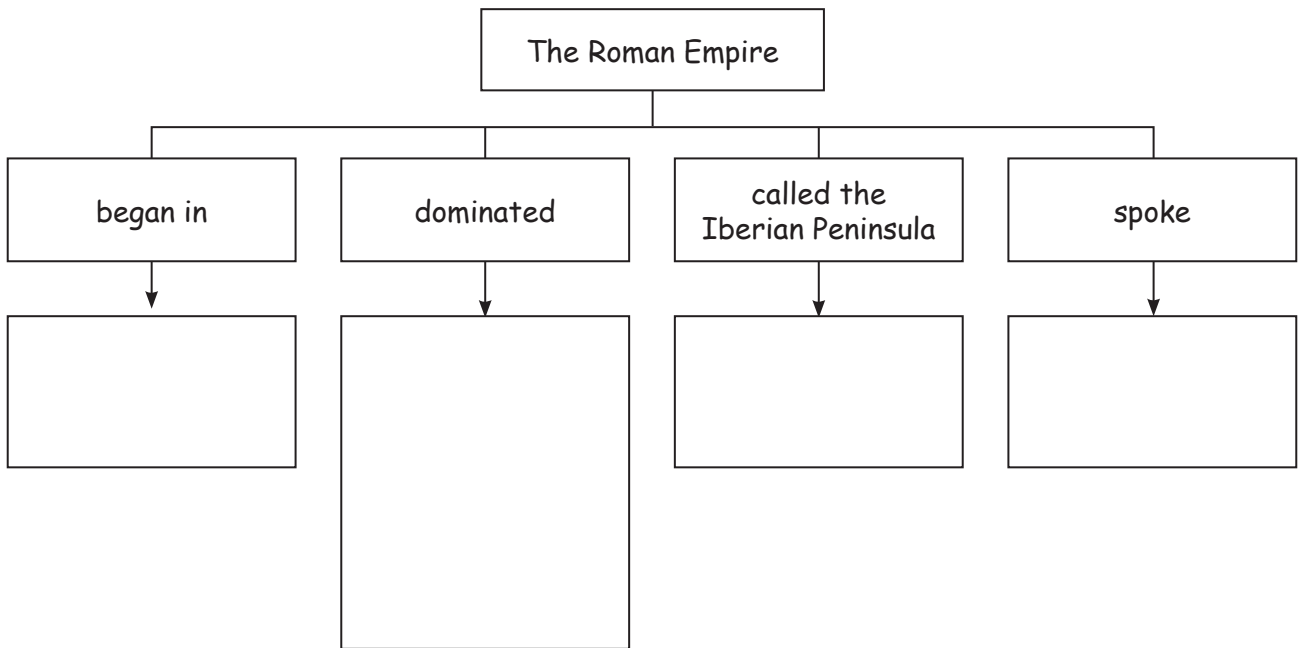 The Roman Empire
began in
dominated
called the
Iberian Peninsula
spoke